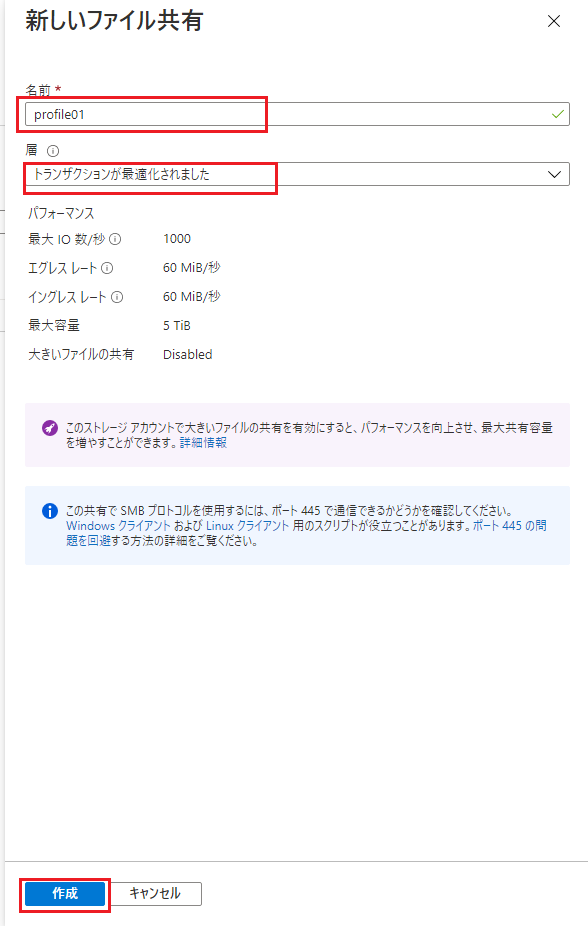 新しいファイル共有
名前 *
profile01
層
トランザクションが最適化されました
パフォーマンス
最大 IO 数/秒 1000
エグレス レート 60 MiB/秒
イングレス レート 60 MiB/秒
最大容量 5 TiB
大きいファイルの共有 Disabled
このストレージ アカウントで大きいファイルの共有を有効にすると、パフォーマンスを向上させ、最大共有容量
を増やすことができます。詳細情報
この共有で SMB プロトコルを使用するには、ポート 445 で通信できるかどうかを確認してください。
Windows クライアント および Linux クライアント 用のスクリプトが役立つことがあります。ポート 445 の問
題を回避する方法の詳細をご覧ください。
作成 キャンセル